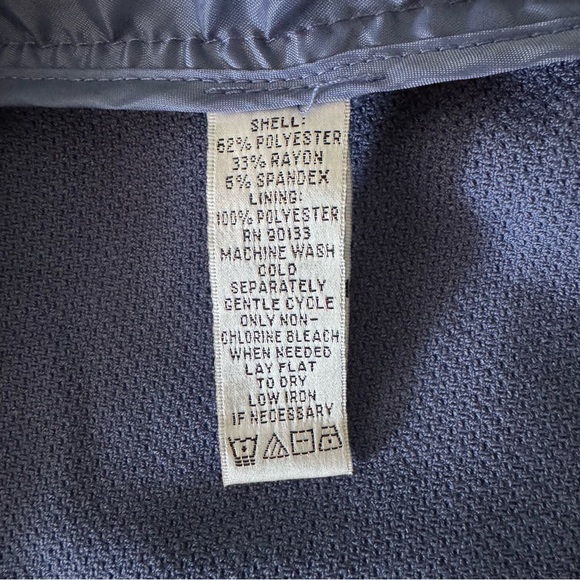 SHELL:
62% POLYESTER
33% RAYON
5% SPANDEX
LINING:
100% POLYESTER
RN 90133
MACHINE WASH
COLD
SEPARATELY
GENTLE CYCLE
ONLY NON-
CHLORINE BLEACH
WHEN NEEDED
LAY FLAT
TO DRY
LOW IRON
IF NECESSARY